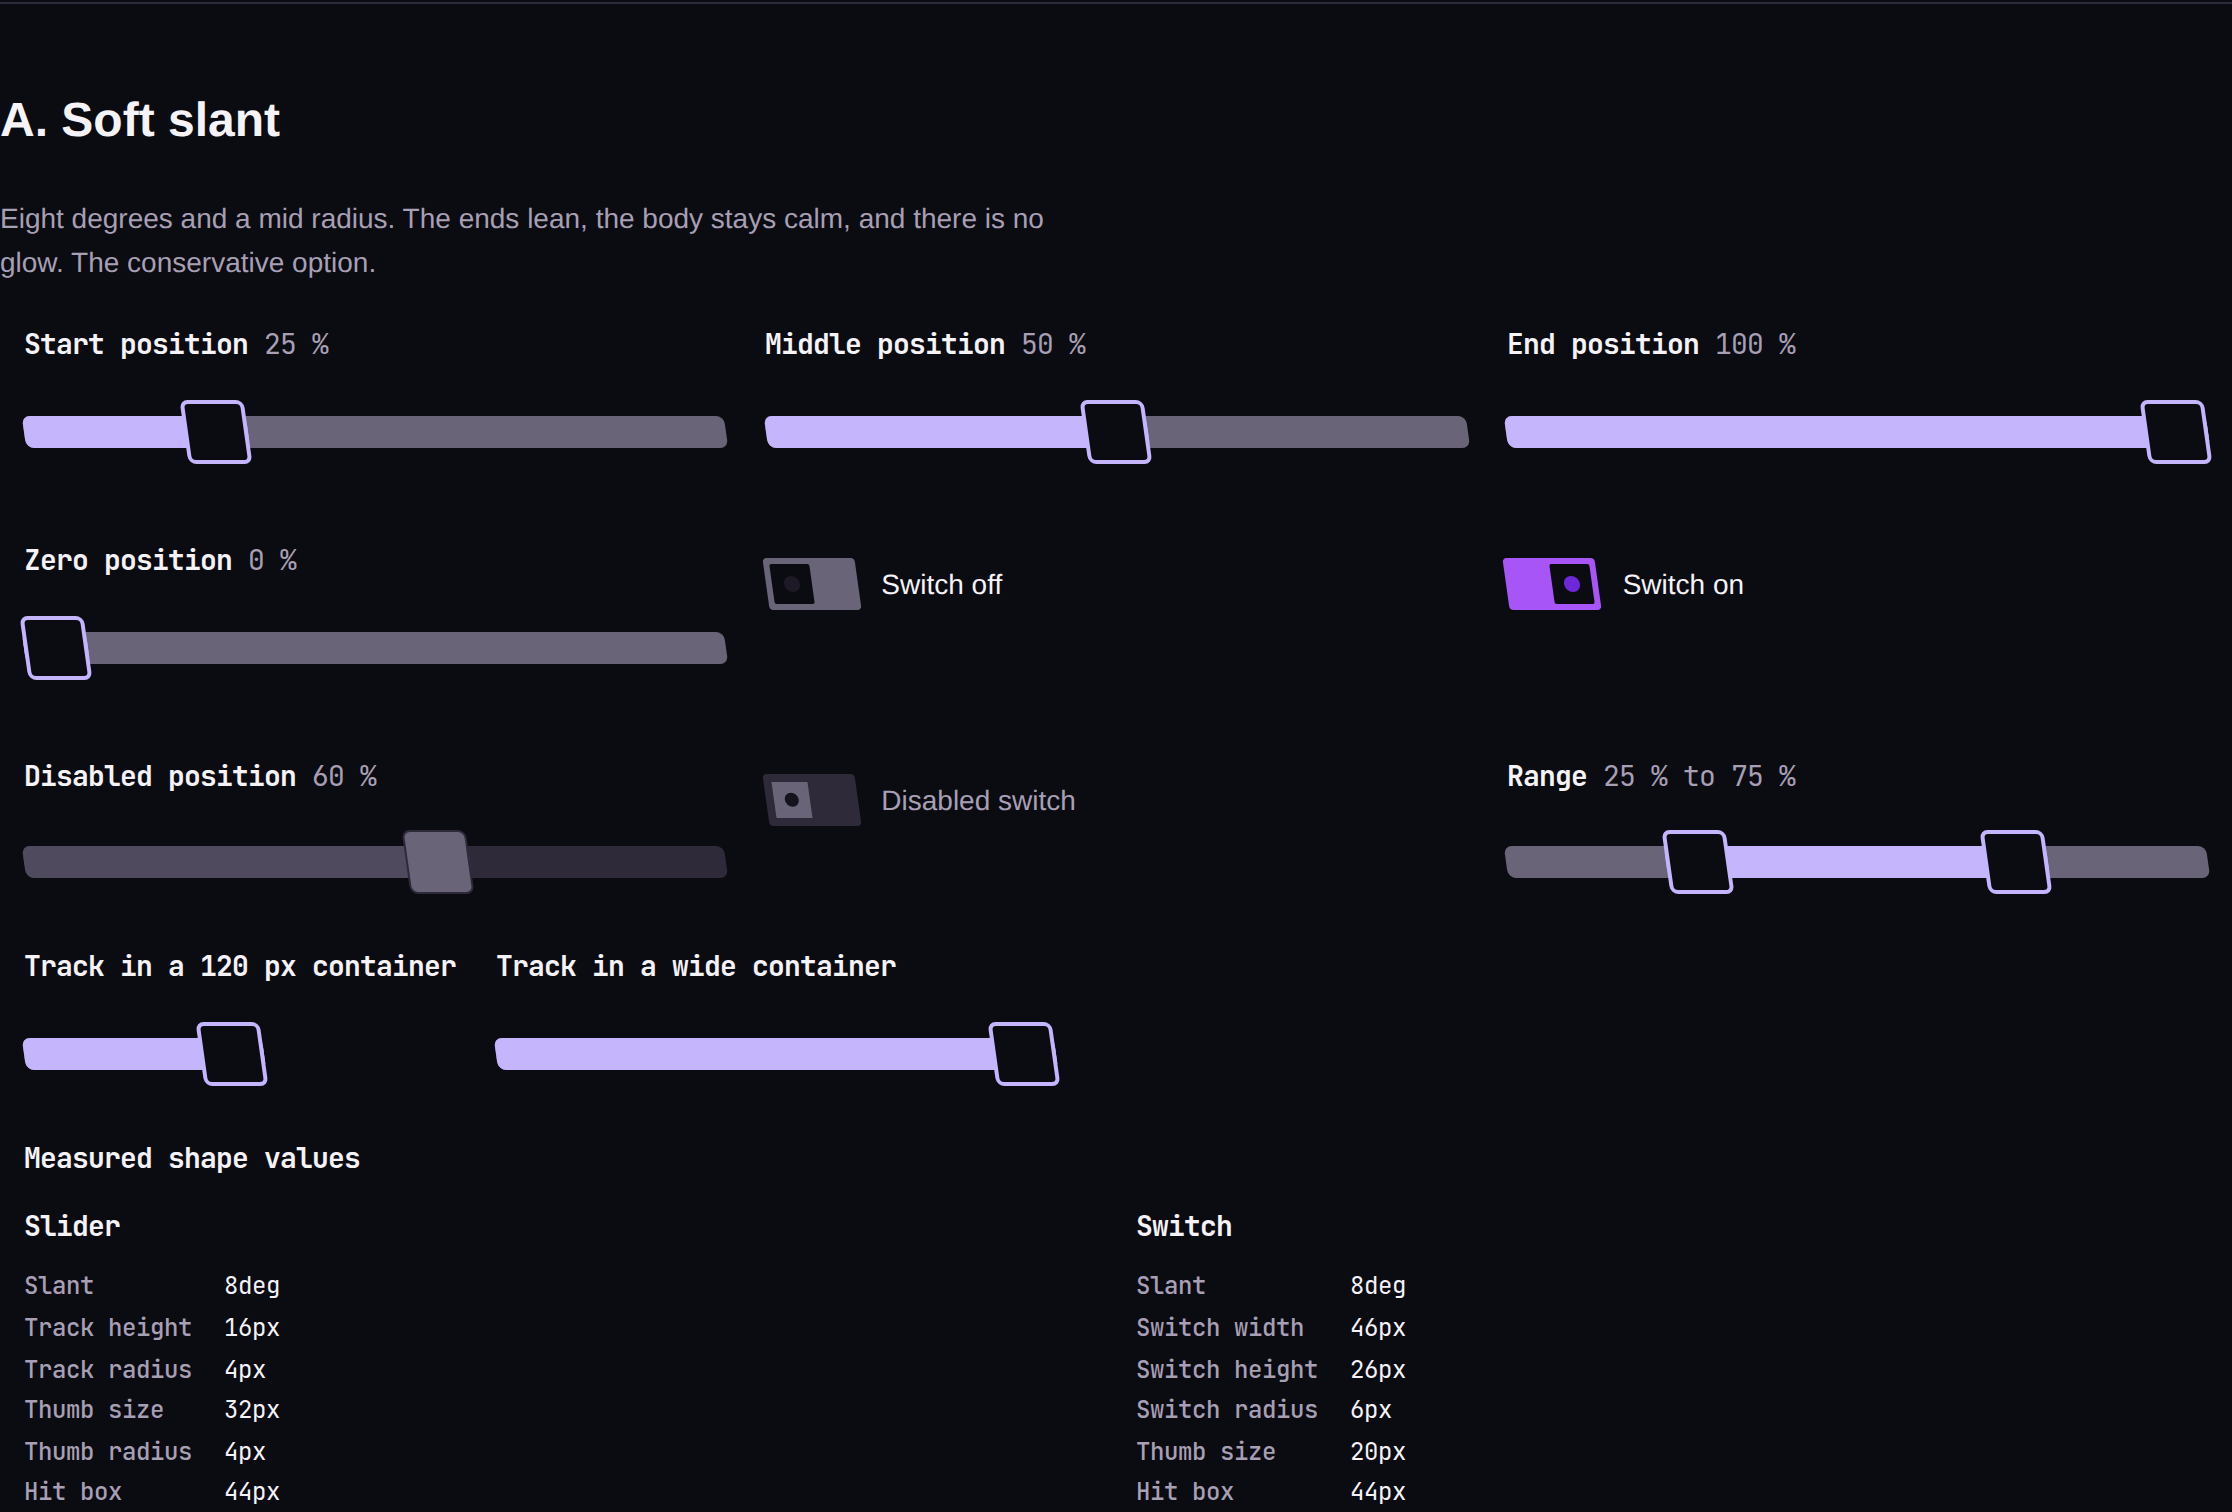 A. Soft slant
Eight degrees and a mid radius. The ends lean, the body stays calm, and there is no
glow. The conservative option.
Start position 25 %
Middle position 50 %
End position 100 %
Zero position 0 %
Switch off
Switch on
Disabled position 60 %
Disabled switch
Range 25 % to 75 %
Track in a 120 px container
Track in a wide container
Measured shape values
Slider
Slant 8deg
Track height 16px
Track radius 4px
Thumb size 32px
Thumb radius 4px
Hit box 44px
Switch
Slant 8deg
Switch width 46px
Switch height 26px
Switch radius 6px
Thumb size 20px
Hit box 44px